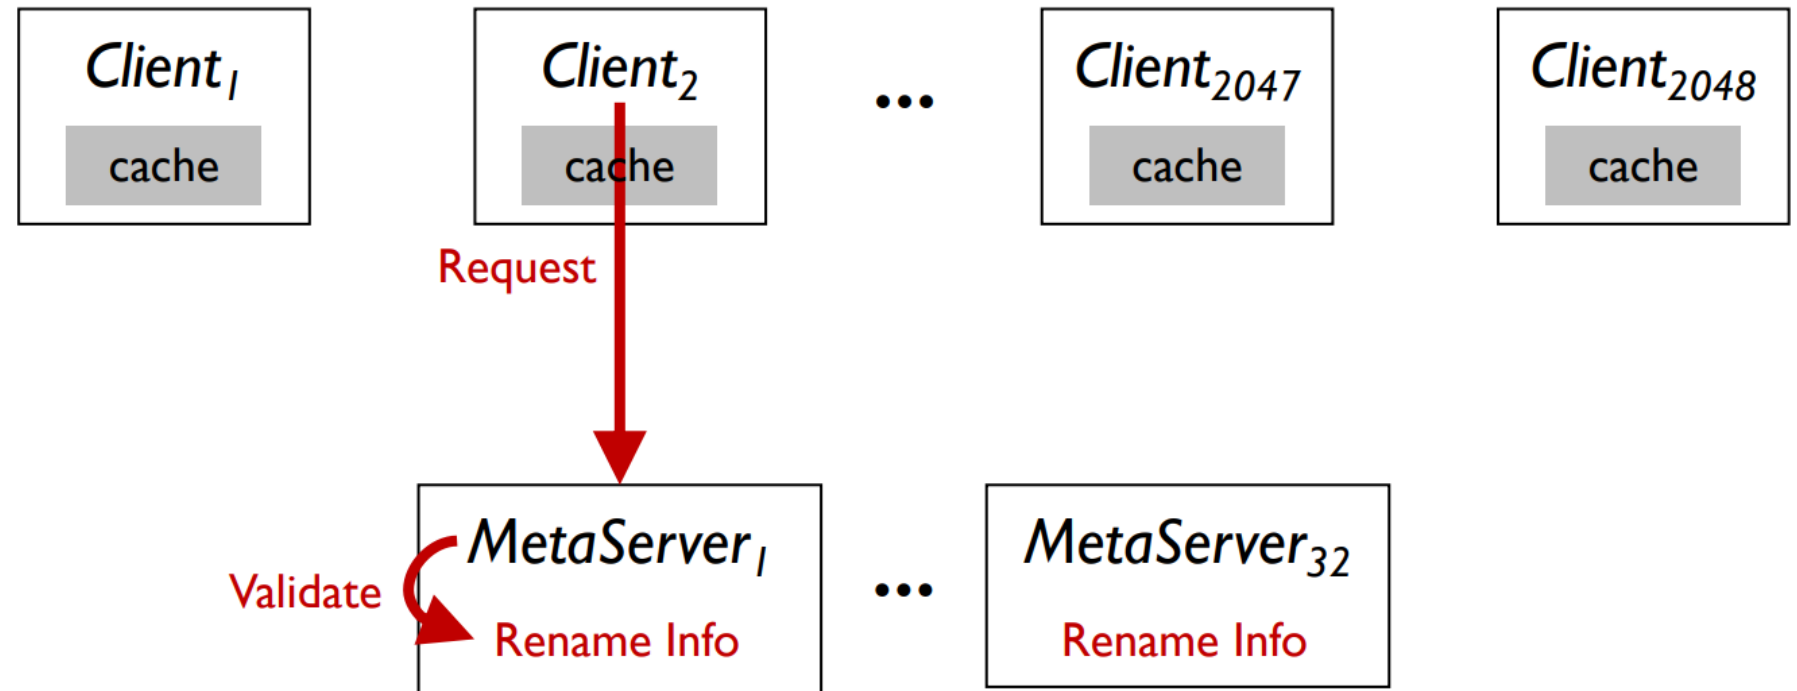 Client1 Client2 ... Client2047 Client2048
cache cache cache cache
Request
MetaServer1 ... MetaServer32
Validate
Rename Info Rename Info